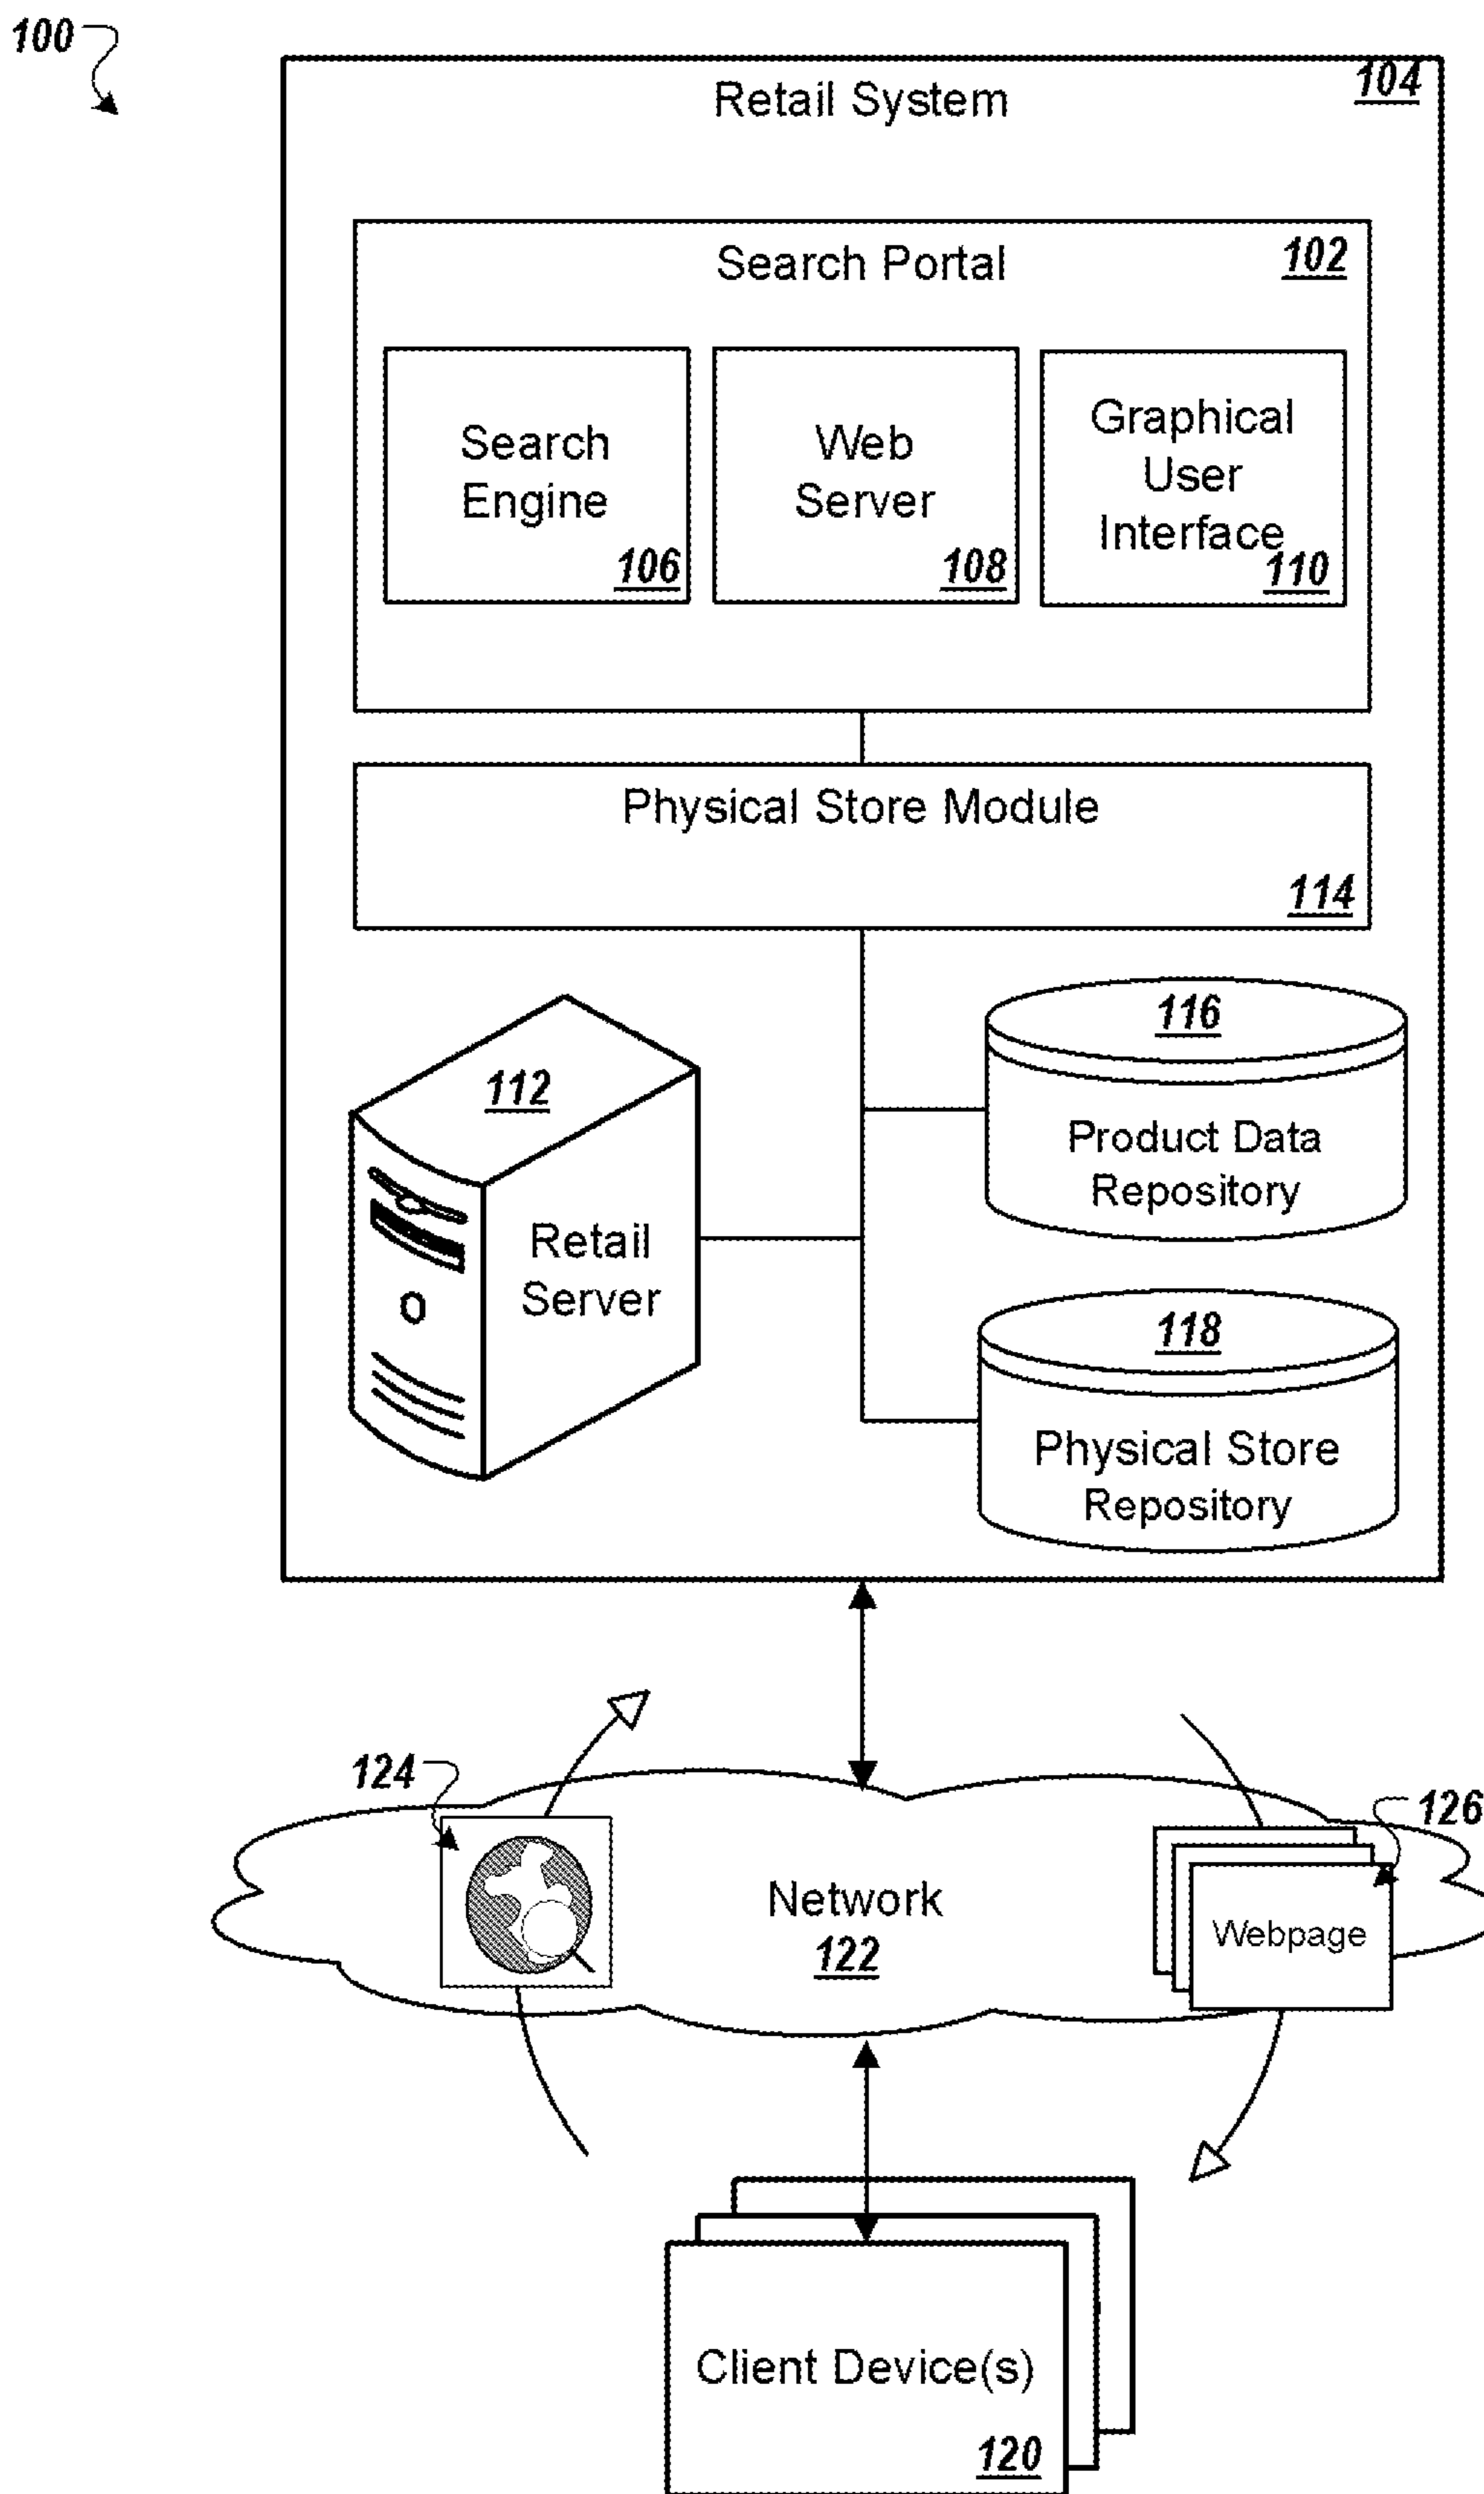 100
Retail System
104
Search Portal
102
Search
Engine
106
Web
Server
108
Graphical
User
Interface
110
Physical Store Module
114
112
Retail
Server
116
Product Data
Repository
118
Physical Store
Repository
124
126
Network
122
Webpage
Client Device(s)
120